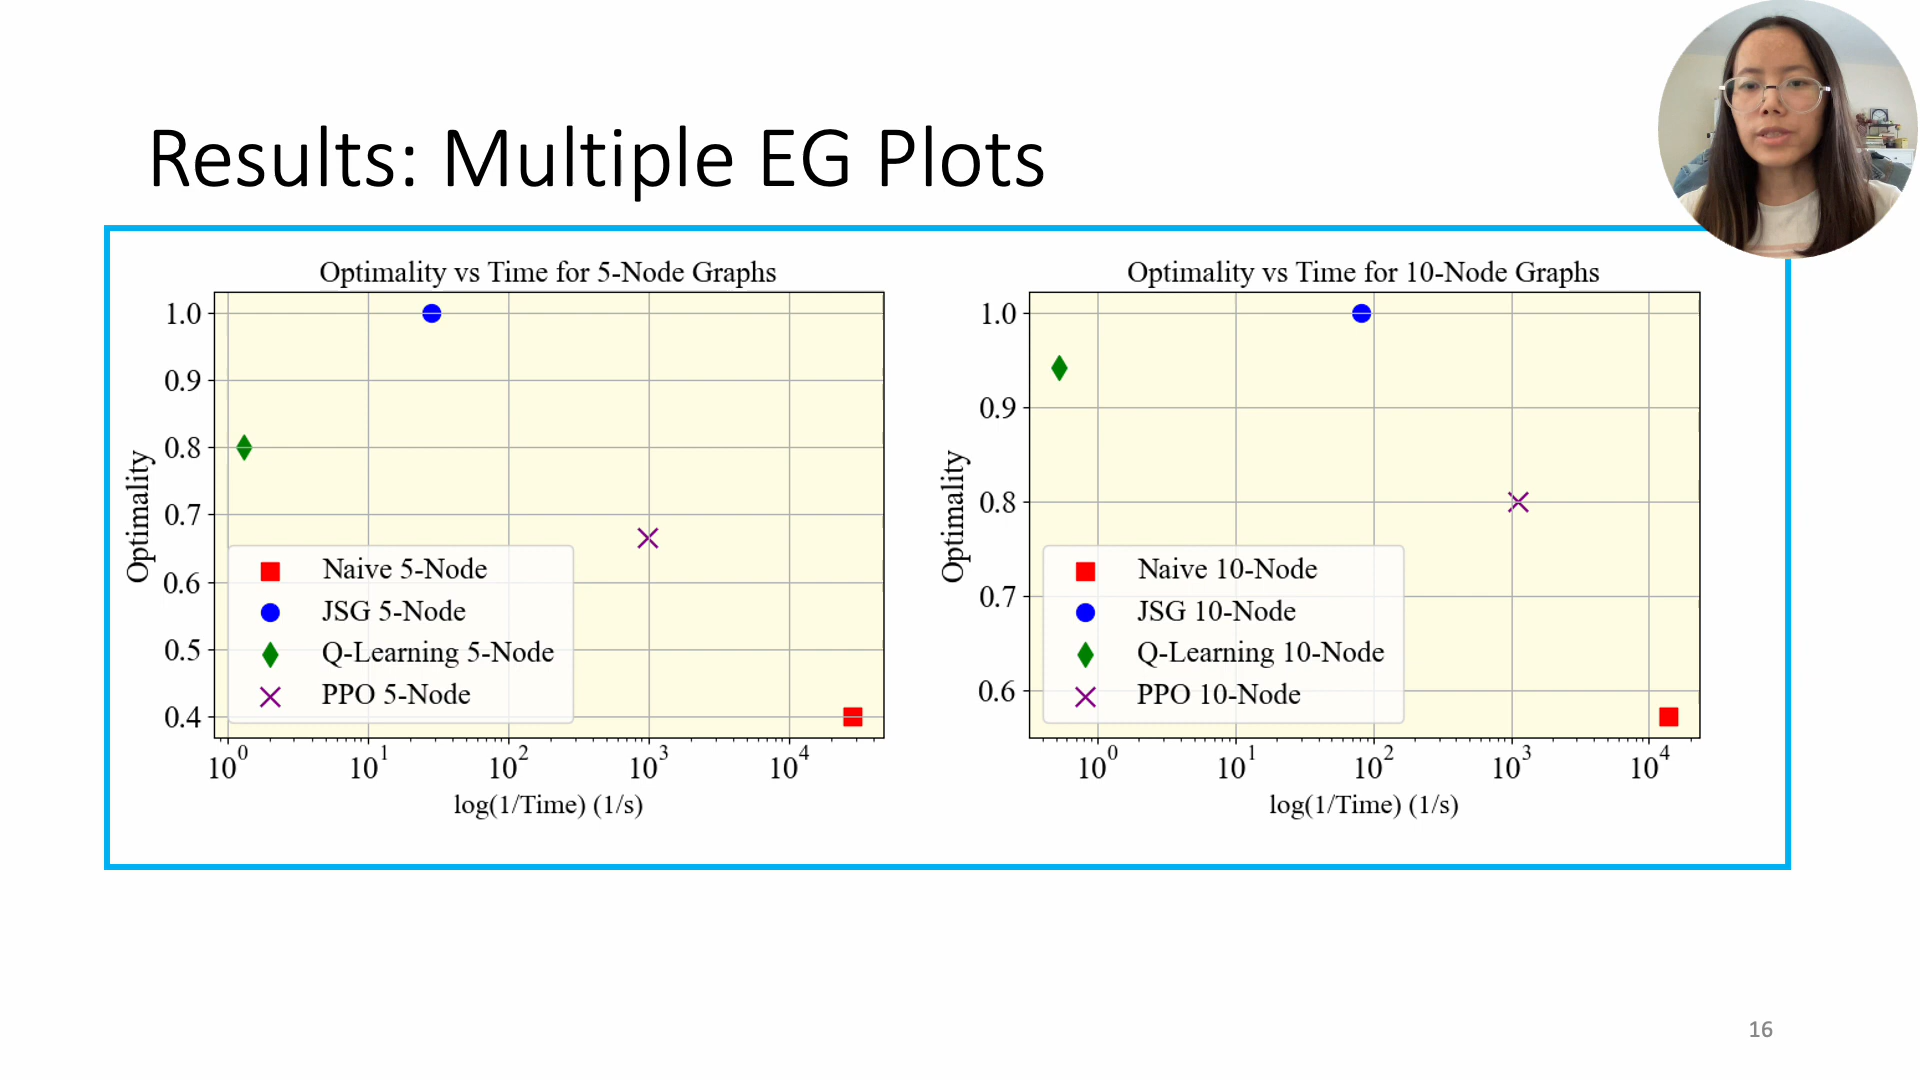 Results: Multiple EG Plots
Optimality vs Time for 5-Node Graphs
Optimality
1.0
0.9
0.8
0.7
0.6
0.5
0.4
Naive 5-Node
JSG 5-Node
Q-Learning 5-Node
PPO 5-Node
10^0 10^1 10^2 10^3 10^4
log(1/Time) (1/s)
Optimality vs Time for 10-Node Graphs
Optimality
1.0
0.9
0.8
0.7
0.6
Naive 10-Node
JSG 10-Node
Q-Learning 10-Node
PPO 10-Node
10^0 10^1 10^2 10^3 10^4
log(1/Time) (1/s)
16